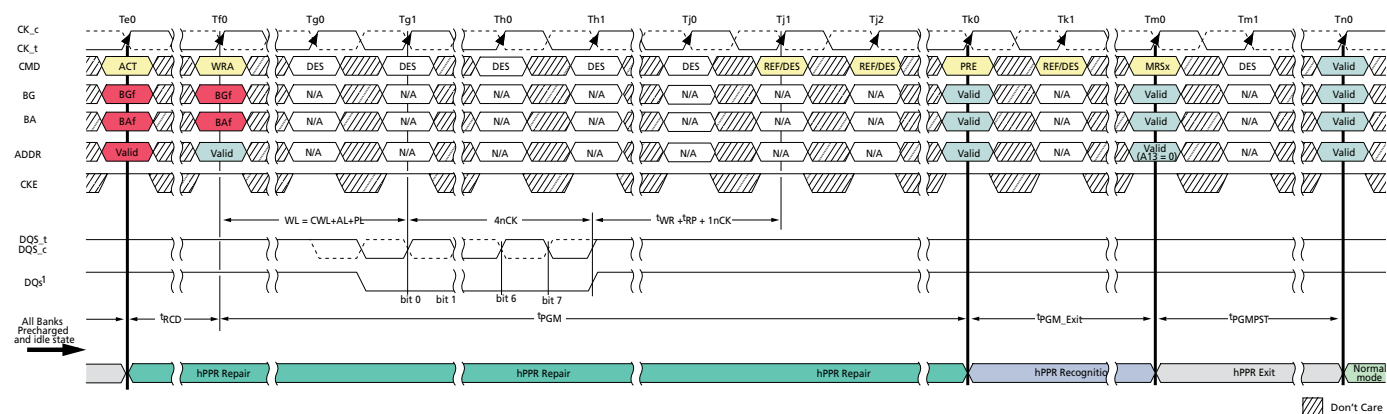 Te0 Tf0 Tg0 Tg1 Th0 Th1 Tj0 Tj1 Tj2 Tk0 Tk1 Tm0 Tm1 Tn0
CK_c
CK_t
CMD ACT WRA DES DES DES DES DES REF/DES REF/DES PRE REF/DES MRSx DES Valid
BG BGf BGf N/A N/A N/A N/A N/A N/A N/A Valid N/A Valid N/A Valid
BA BAf BAf N/A N/A N/A N/A N/A N/A N/A Valid N/A Valid N/A Valid
ADDR Valid Valid N/A N/A N/A N/A N/A N/A N/A Valid N/A Valid (A13 = 0) N/A Valid
CKE
WL = CWL+AL+PL 4nCK tWR + tRP + 1nCK
DQS_t
DQS_c
DQs1
bit 0 bit 1 bit 6 bit 7
All Banks
Precharged
and idle state
tRCD tPGM tPGM_Exit tPGMPST
hPPR Repair hPPR Repair hPPR Repair hPPR Recognitio hPPR Exit Normal
mode
Don't Care